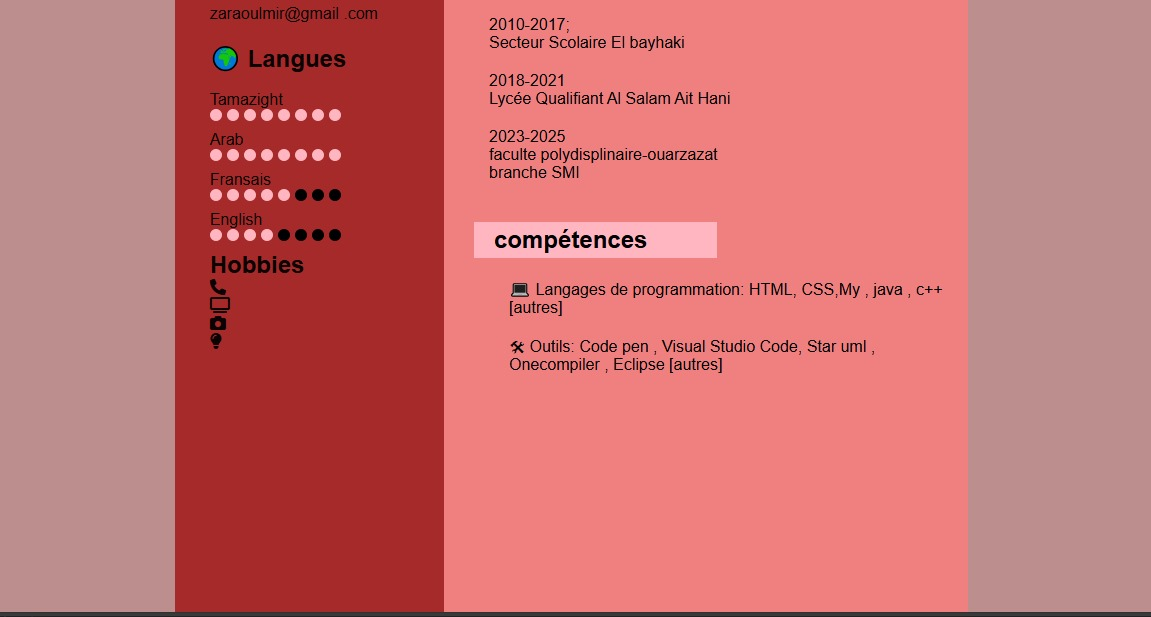 zaraoulmir@gmail .com
Langues
Tamazight
Arab
Fransais
English
Hobbies
2010-2017;
Secteur Scolaire El bayhaki
2018-2021
Lycée Qualifiant Al Salam Ait Hani
2023-2025
faculte polydisplinaire-ouarzazat
branche SMI
compétences
Langages de programmation: HTML, CSS,My , java , c++
[autres]
Outils: Code pen , Visual Studio Code, Star uml ,
Onecompiler , Eclipse [autres]